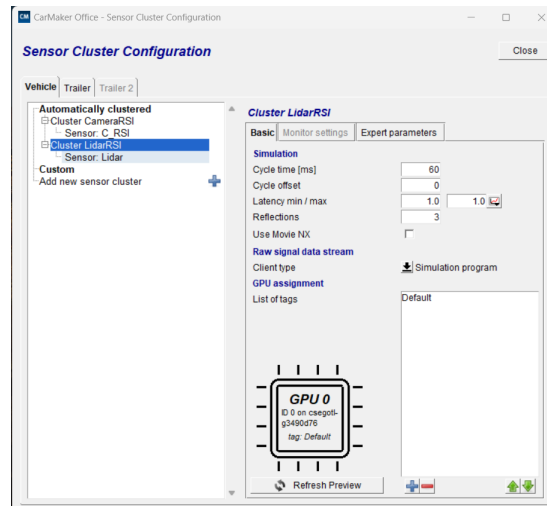 CM CarMaker Office - Sensor Cluster Configuration
Sensor Cluster Configuration
Close
Vehicle Trailer Trailer 2
Automatically clustered
Cluster CameraRSI
Sensor: C_RSI
Cluster LidarRSI
Sensor: Lidar
Custom
Add new sensor cluster
Cluster LidarRSI
Basic Monitor settings Expert parameters
Simulation
Cycle time [ms] 60
Cycle offset 0
Latency min / max 1.0 1.0
Reflections 3
Use Movie NX
Raw signal data stream
Client type Simulation program
GPU assignment
List of tags Default
GPU 0
ID 0 on csegotl-
g3490d76
tag: Default
Refresh Preview